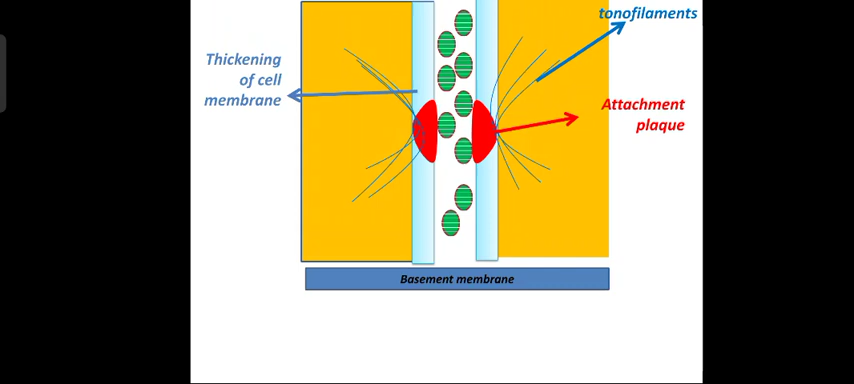 tonofilaments
Thickening
of cell
membrane
Attachment
plaque
Basement membrane